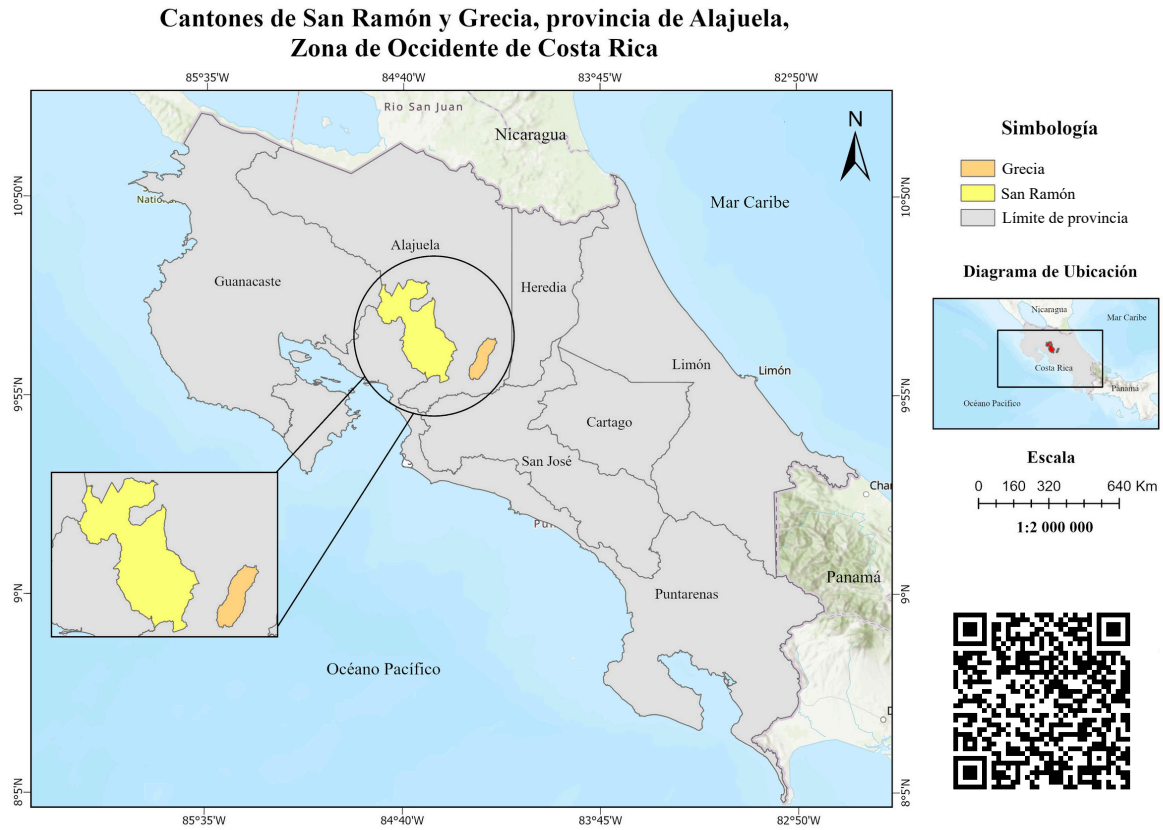 Cantones de San Ramón y Grecia, provincia de Alajuela,
Zona de Occidente de Costa Rica
85°35'W 84°40'W 83°45'W 82°50'W
Rio San Juan
Nicaragua
N
Simbología
Grecia
San Ramón
Límite de provincia
10°50'N
10°50'N
Nation
Mar Caribe
Alajuela
Guanacaste
Heredia
Diagrama de Ubicación
Nicaragua
Mar Caribe
Costa Rica
Panamá
Océano Pacífico
Limón
Limón
9°55'N
9°55'N
Cartago
San José
Escala
0 160 320 640 Km
1:2 000 000
Char
Panamá
Puntarenas
9°N
9°N
Océano Pacífico
D
8°5'N
8°5'N
85°35'W 84°40'W 83°45'W 82°50'W